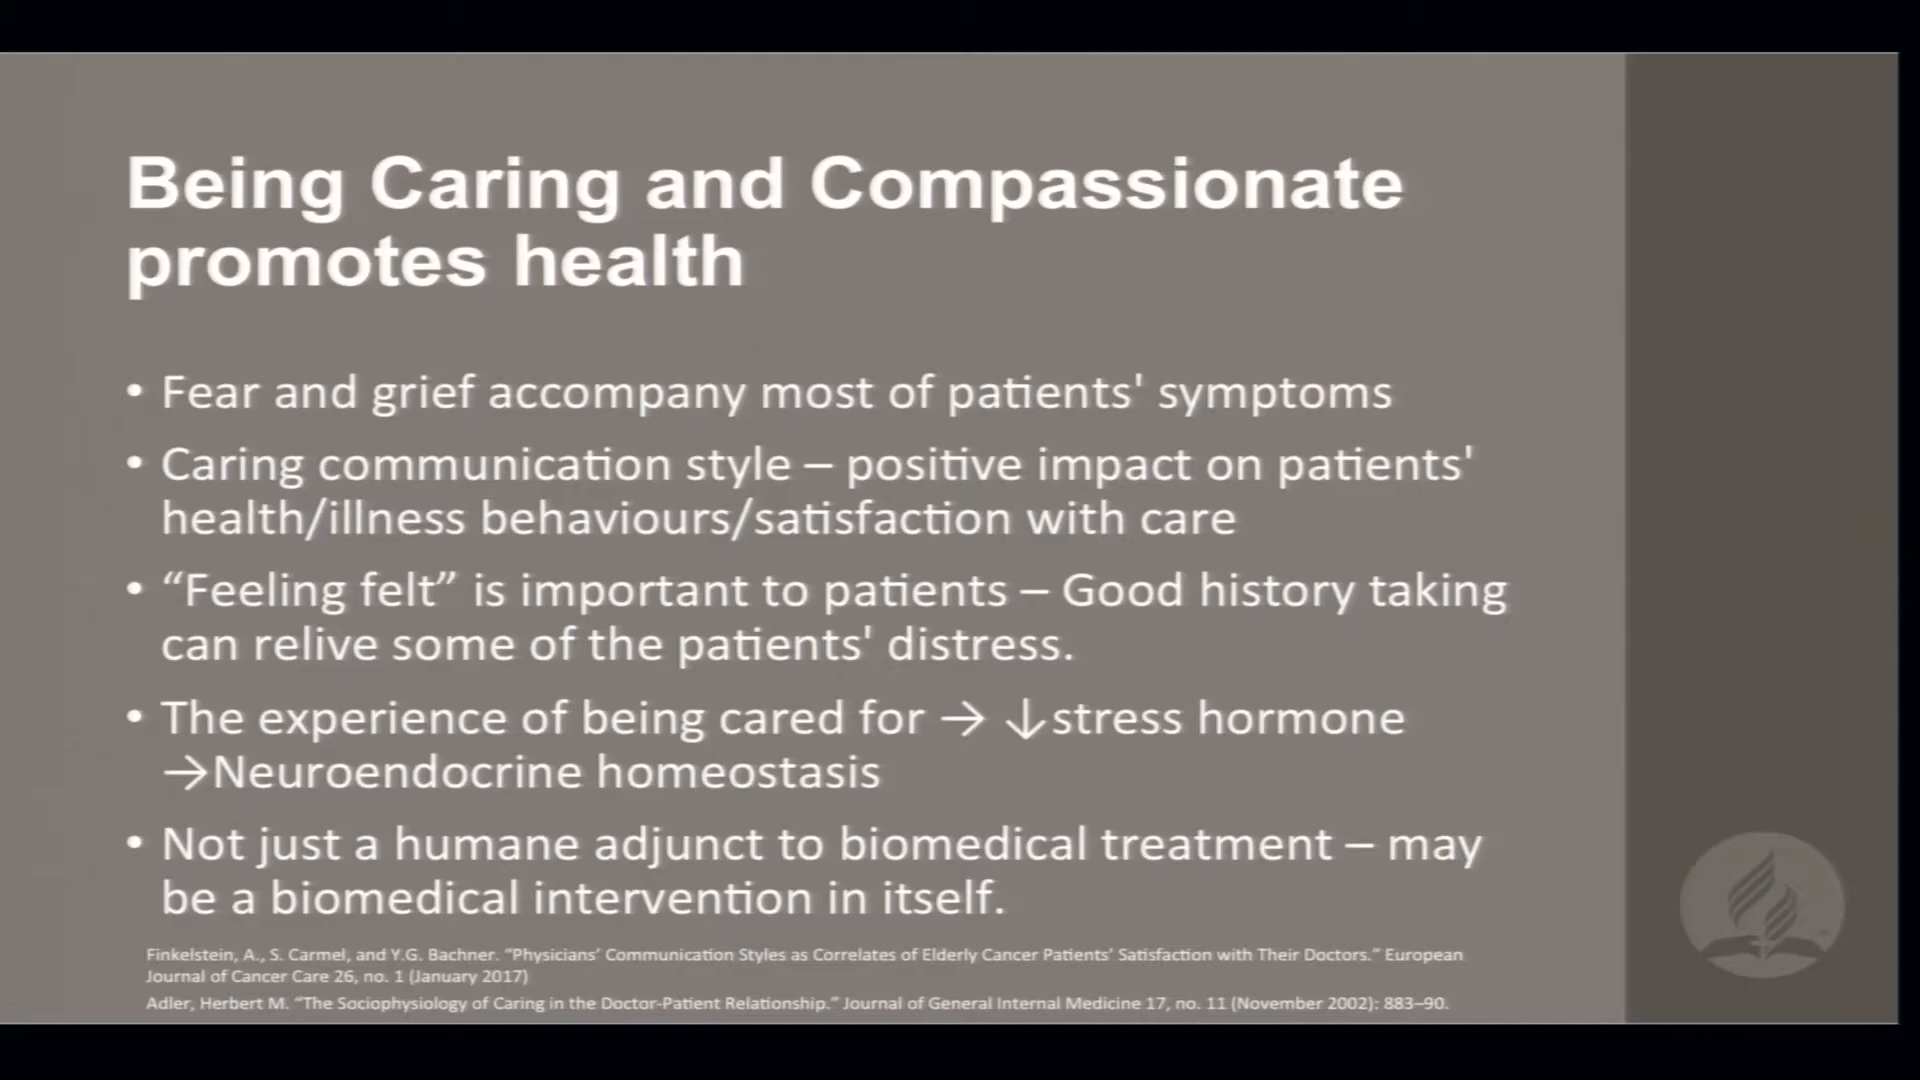 Being Caring and Compassionate
promotes health
• Fear and grief accompany most of patients' symptoms
• Caring communication style – positive impact on patients'
health/illness behaviours/satisfaction with care
• “Feeling felt” is important to patients – Good history taking
can relive some of the patients' distress.
• The experience of being cared for → ↓stress hormone
→Neuroendocrine homeostasis
• Not just a humane adjunct to biomedical treatment – may
be a biomedical intervention in itself.
Finkelstein, A., S. Carmel, and Y.G. Bachner. “Physicians’ Communication Styles as Correlates of Elderly Cancer Patients’ Satisfaction with Their Doctors.” European
Journal of Cancer Care 26, no. 1 (January 2017)
Adler, Herbert M. “The Sociophysiology of Caring in the Doctor-Patient Relationship.” Journal of General Internal Medicine 17, no. 11 (November 2002): 883–90.